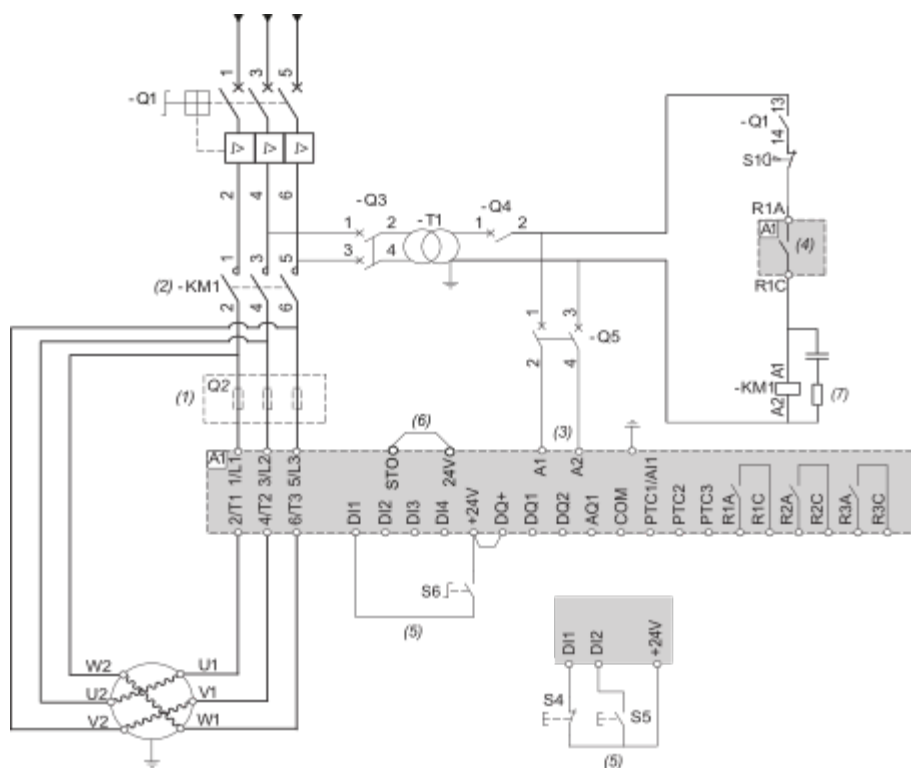 1 3 5
-Q1
I> I> I>
2 4 6
-Q3
1 2
3 4
-T1
-Q4
1 2
13
-Q1
14
S1
R1A
A1
(4)
R1C
1 3 5
(2) -KM1
2 4 6
1 3
-Q5
2 4
A1
-KM1
A2
(7)
(1)
Q2
(6)
(3)
A1
1/L1 3/L2 5/L3
STO 24V A1 A2
2/T1 4/T2 6/T3
DI1 DI2 DI3 DI4 +24V DQ+ DQ1 DQ2 AQ1 COM PTC1/AI1 PTC2 PTC3 R1A R1C R2A R2C R3A R3C
S6
(5)
DI1 DI2 +24V
S4 S5
(5)
W2 U1
U2 V1
V2 W1